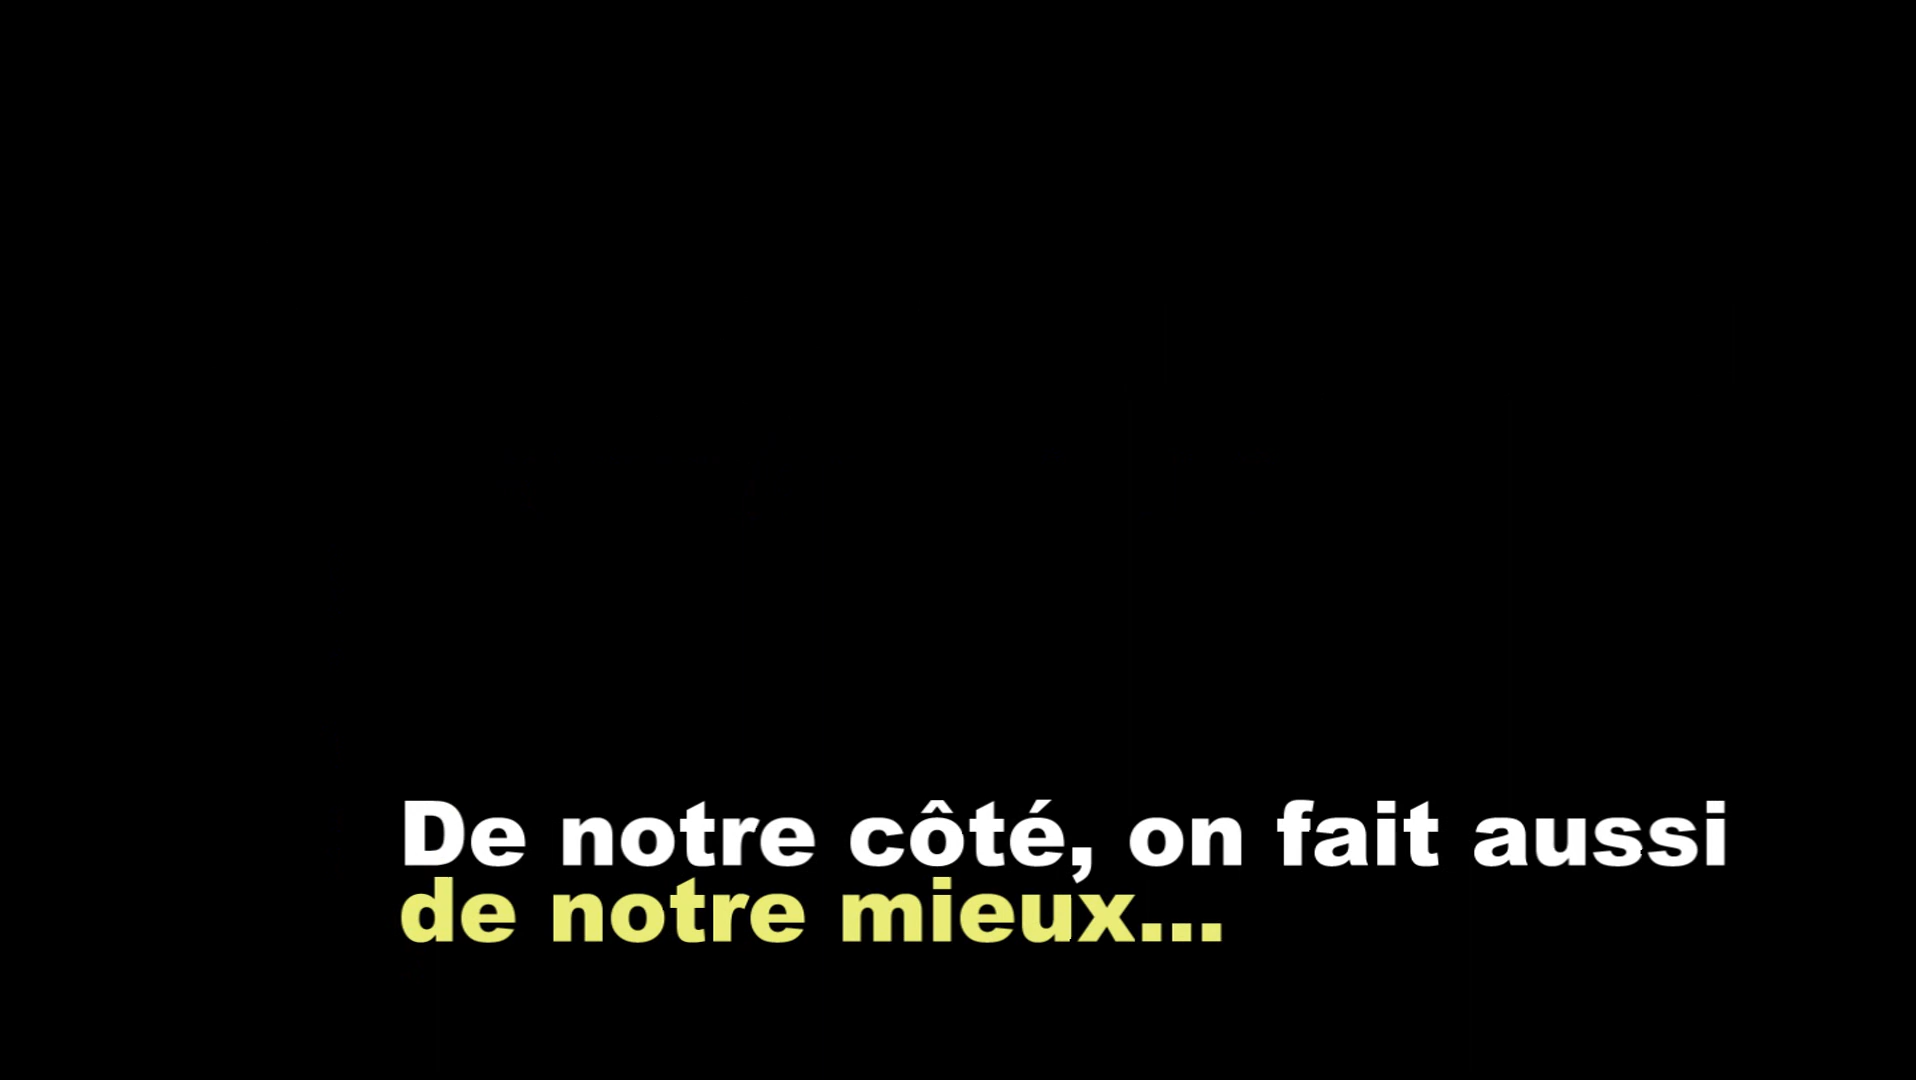 De notre côté, on fait aussi
de notre mieux...